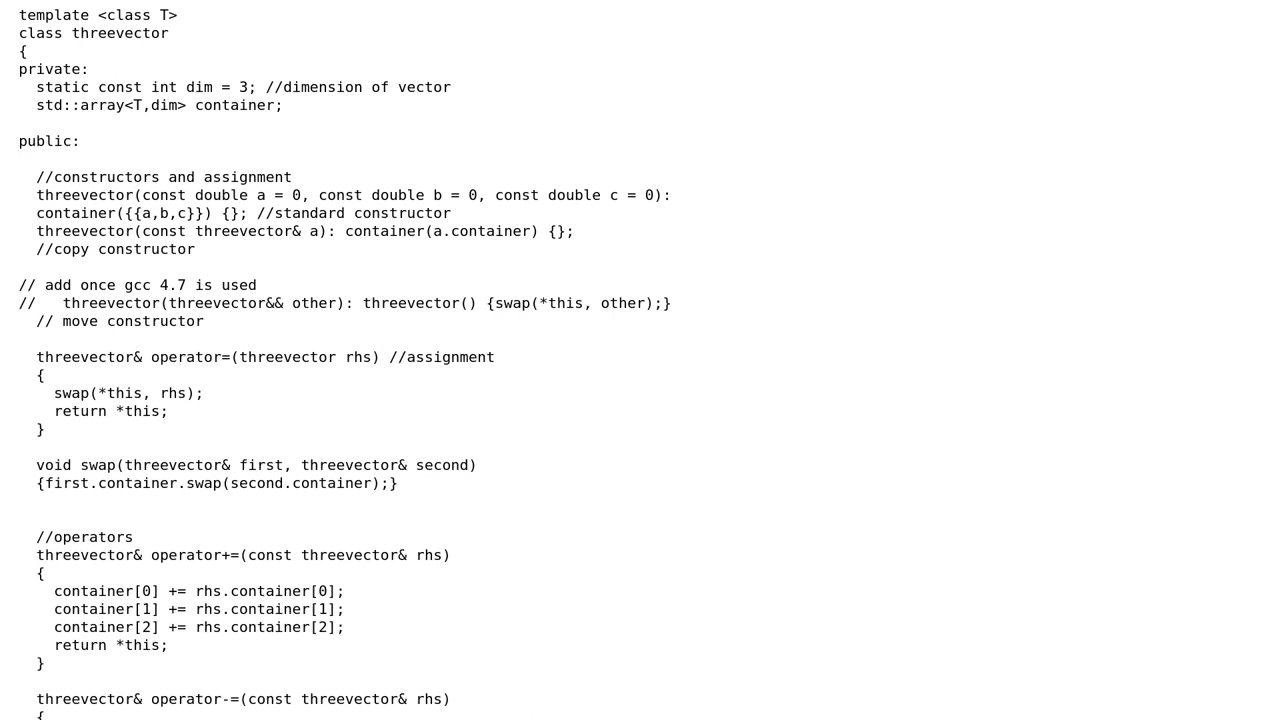 template <class T>
class threevector
{
private:
  static const int dim = 3; //dimension of vector
  std::array<T,dim> container;

public:

  //constructors and assignment
  threevector(const double a = 0, const double b = 0, const double c = 0):
  container({{a,b,c}}) {}; //standard constructor
  threevector(const threevector& a): container(a.container) {};
  //copy constructor

// add once gcc 4.7 is used
//   threevector(threevector&& other): threevector() {swap(*this, other);}
  // move constructor

  threevector& operator=(threevector rhs) //assignment
  {
    swap(*this, rhs);
    return *this;
  }

  void swap(threevector& first, threevector& second)
  {first.container.swap(second.container);}


  //operators
  threevector& operator+=(const threevector& rhs)
  {
    container[0] += rhs.container[0];
    container[1] += rhs.container[1];
    container[2] += rhs.container[2];
    return *this;
  }

  threevector& operator-=(const threevector& rhs)
  {